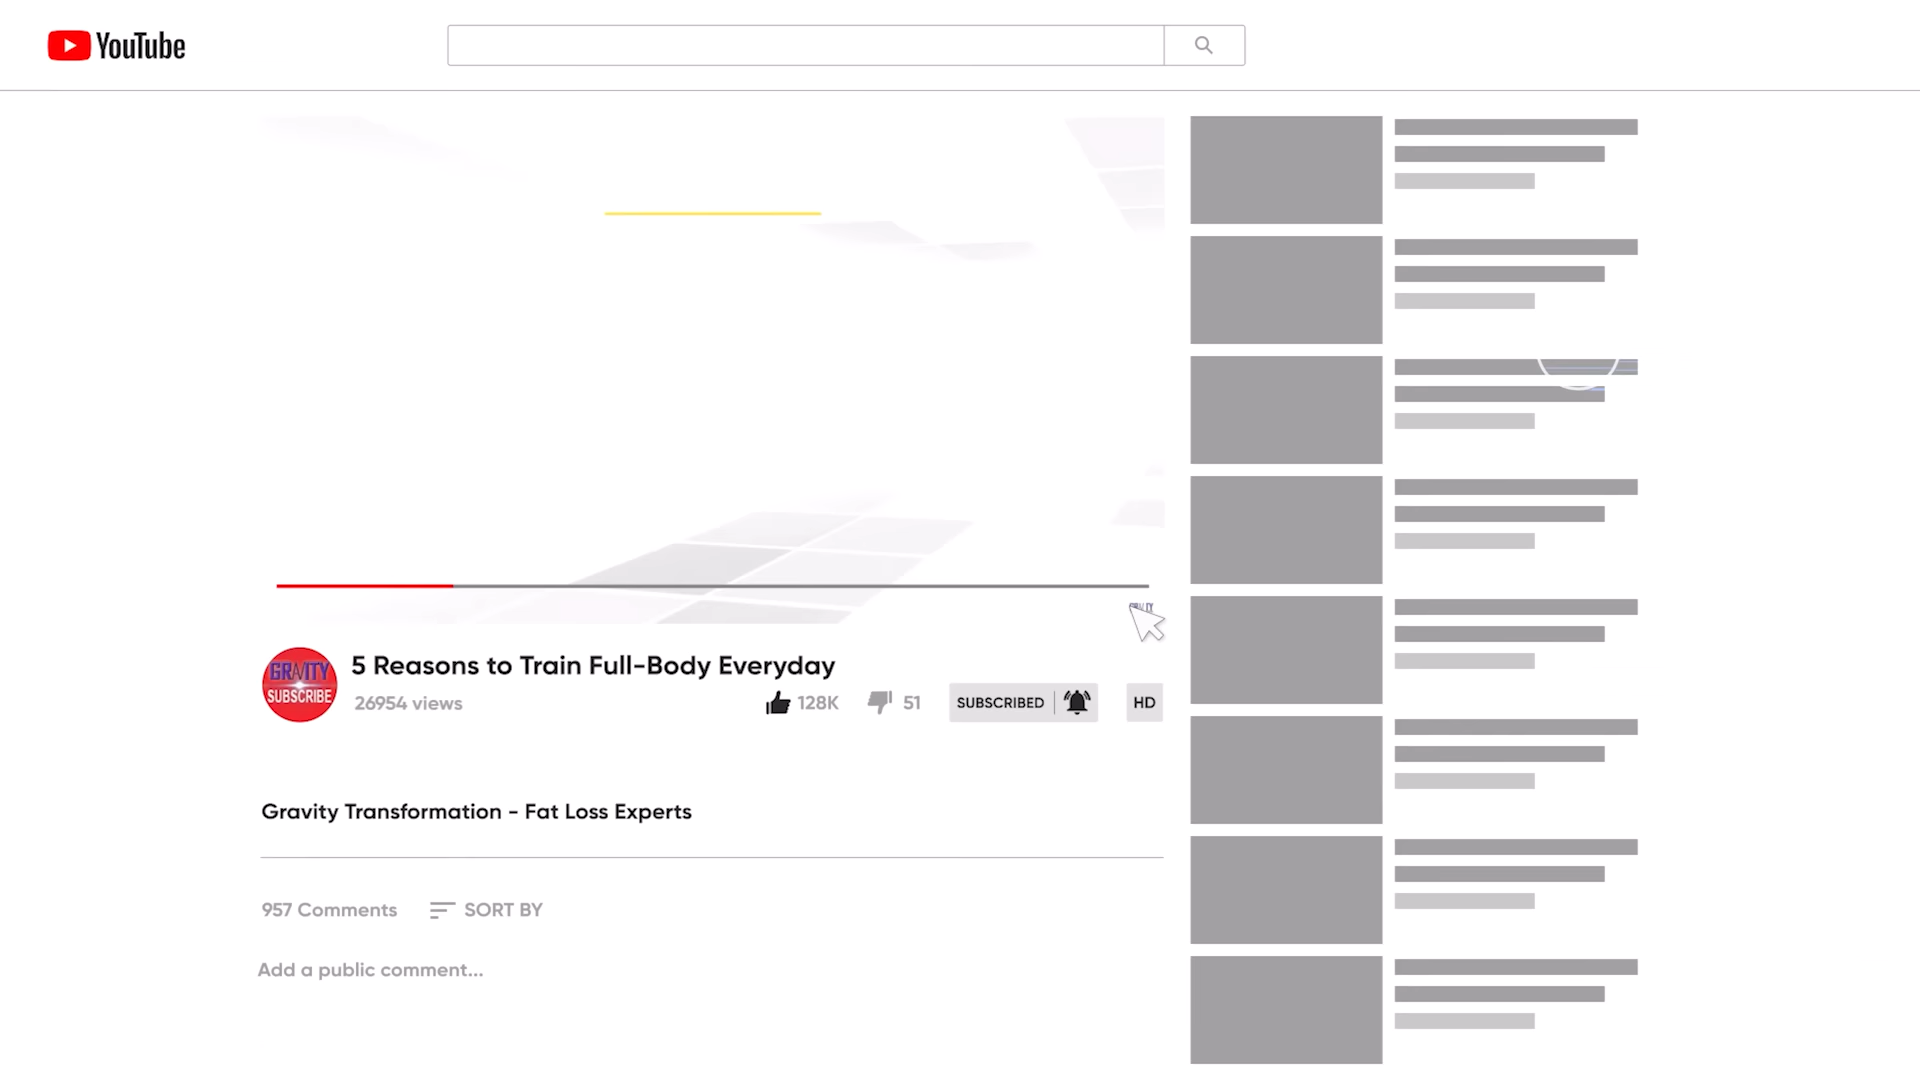 YouTube
GRAVITY
SUBSCRIBE
5 Reasons to Train Full-Body Everyday
26954 views
128K
51
SUBSCRIBED
HD
Gravity Transformation - Fat Loss Experts
957 Comments
SORT BY
Add a public comment...